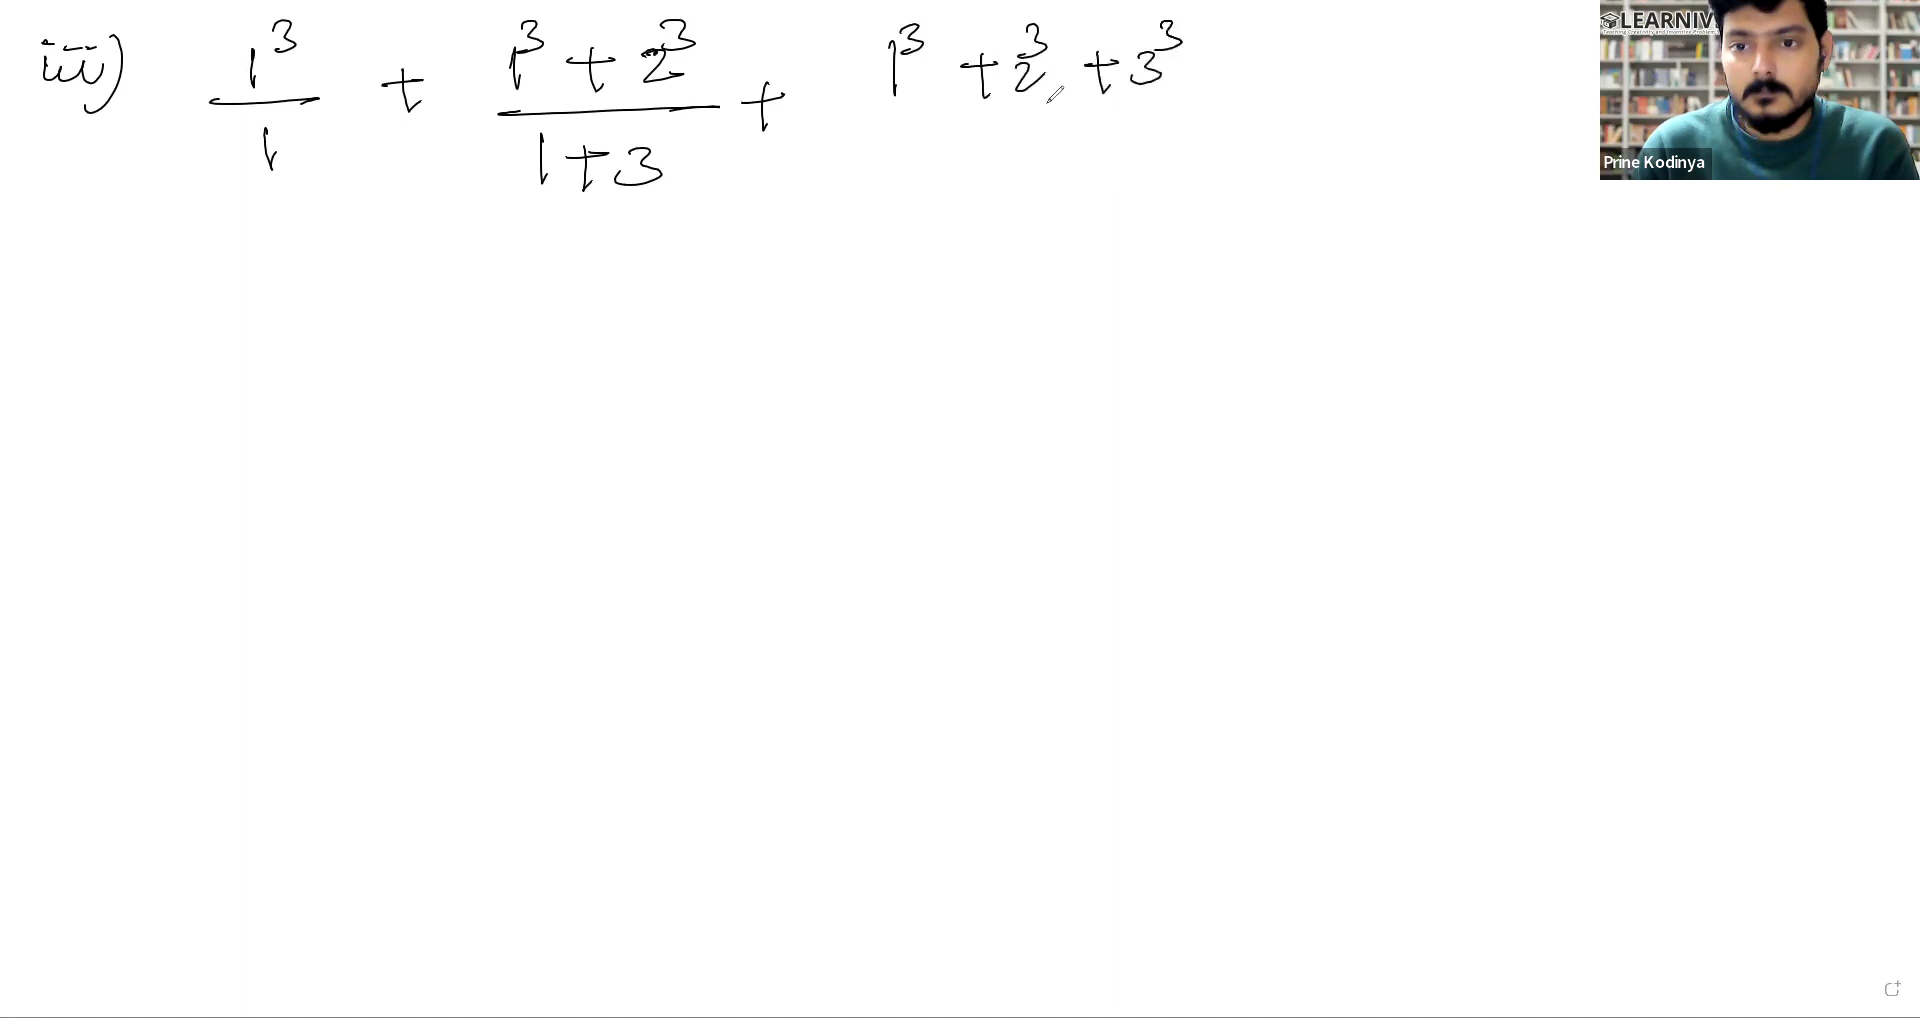 iii) 1³/1 + (1³ + 2³)/(1 + 3) + 1³ + 2³ + 3³
LEARNIV
Prine Kodinya